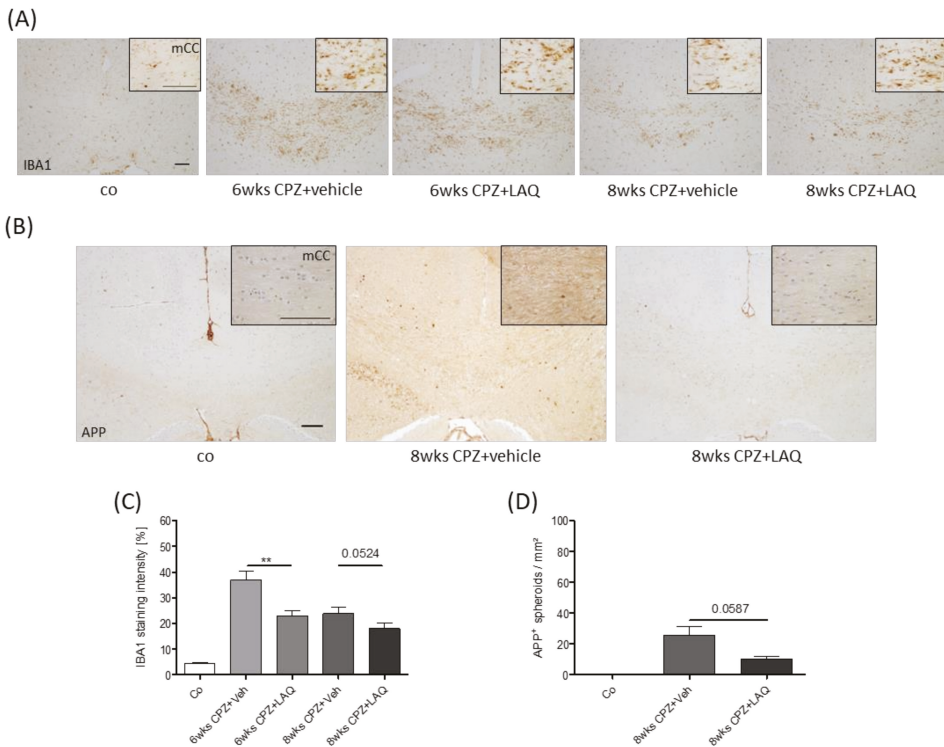 (A)
mCC
IBA1
co
6wks CPZ+vehicle
6wks CPZ+LAQ
8wks CPZ+vehicle
8wks CPZ+LAQ
(B)
mCC
APP
co
8wks CPZ+vehicle
8wks CPZ+LAQ
(C)
IBA1 staining intensity [%]
60
50
40
30
20
10
0
**
0.0524
Co
6wks CPZ+Veh
6wks CPZ+LAQ
8wks CPZ+Veh
8wks CPZ+LAQ
(D)
APP⁺ spheroids / mm²
100
80
60
40
20
0
0.0587
Co
8wks CPZ+Veh
8wks CPZ+LAQ